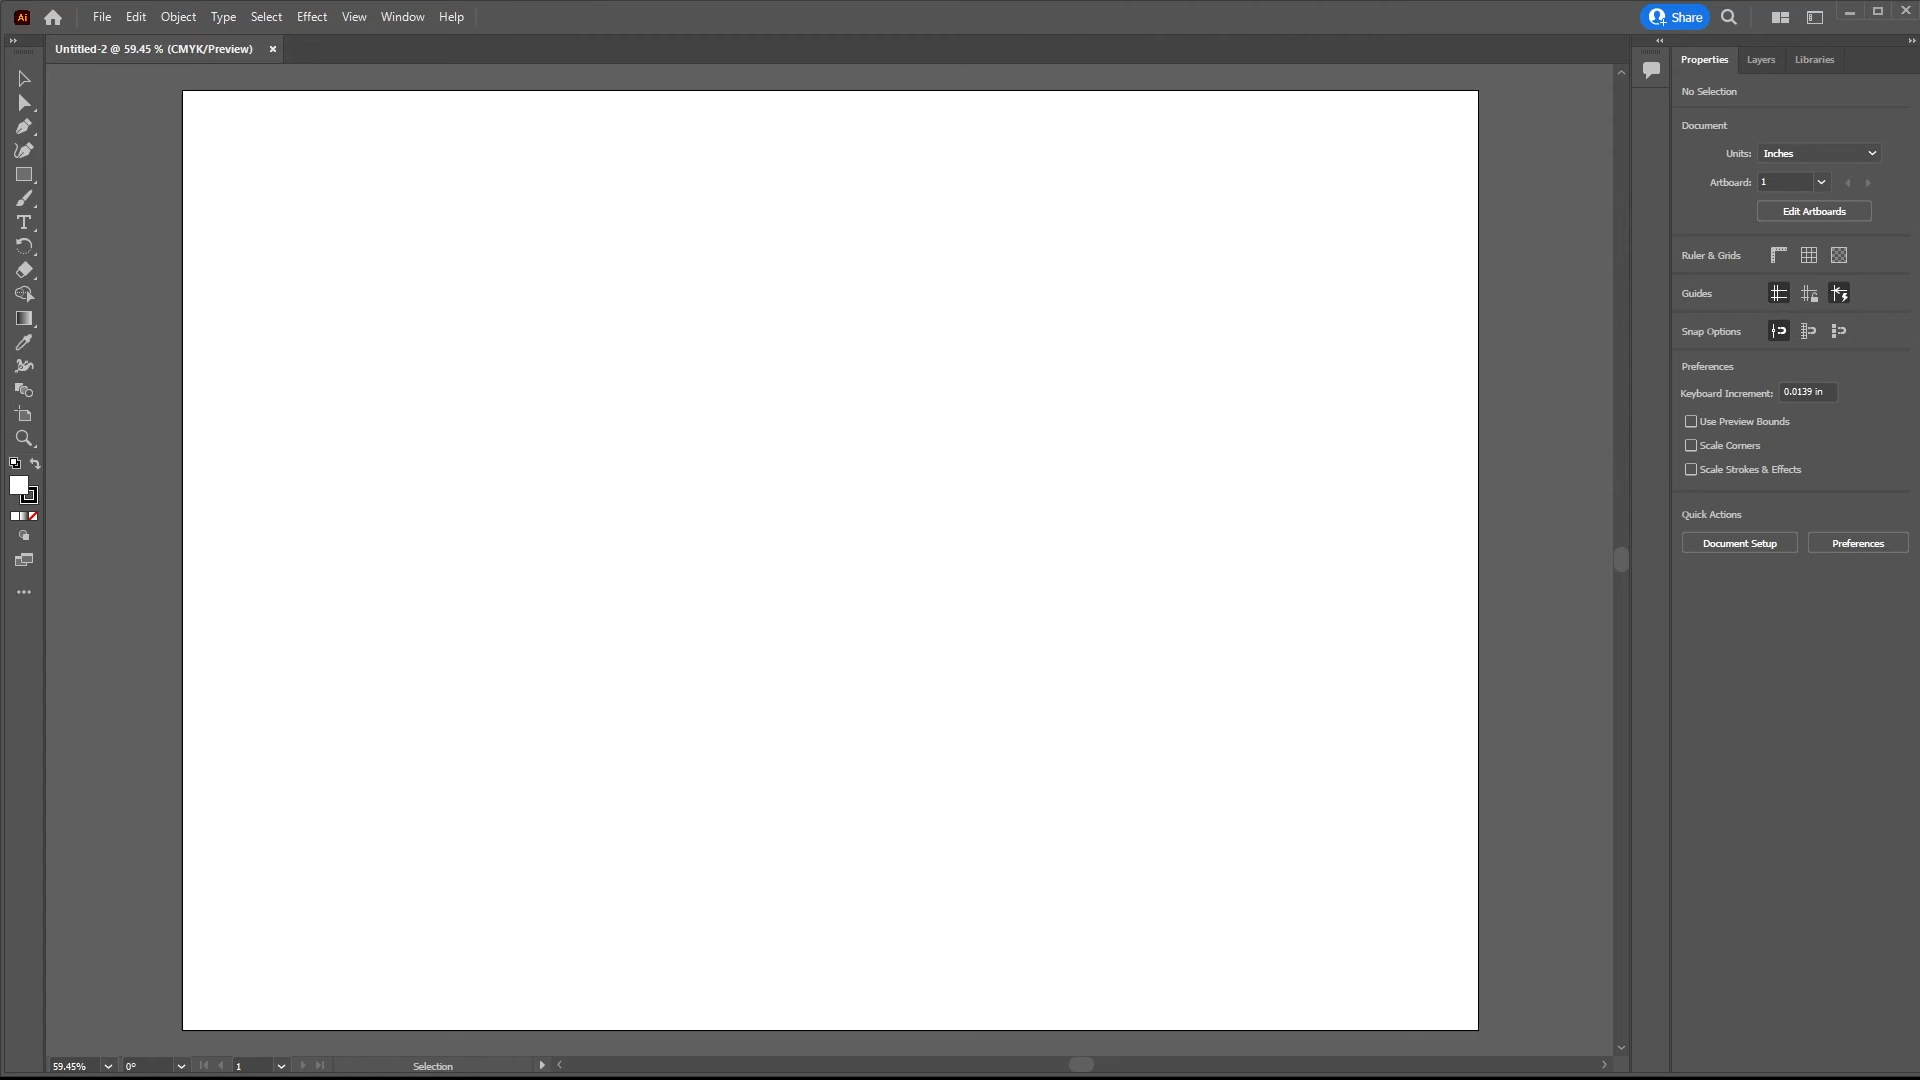 Ai File Edit Object Type Select Effect View Window Help Share
Untitled-2 @ 59.45 % (CMYK/Preview) ×
Properties Layers Libraries
No Selection
Document
Units: Inches
Artboard: 1
Edit Artboards
Ruler & Grids
Guides
Snap Options
Preferences
Keyboard Increment: 0.0139 in
Use Preview Bounds
Scale Corners
Scale Strokes & Effects
Quick Actions
Document Setup Preferences
59.45% 0° 1 Selection